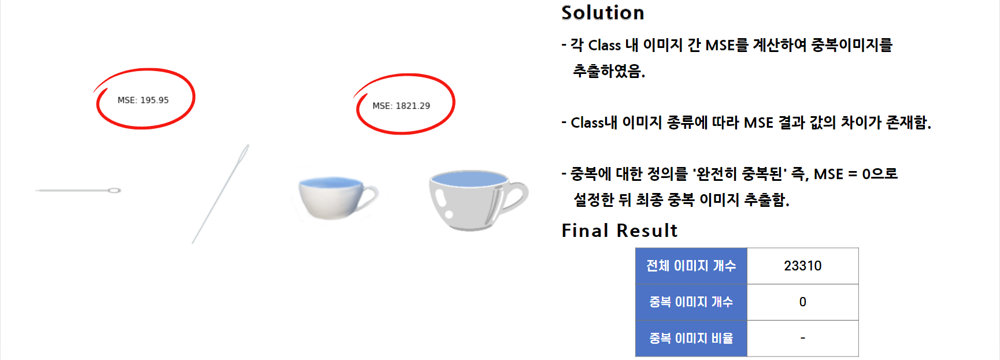 MSE: 195.95
MSE: 1821.29
Solution
- 각 Class 내 이미지 간 MSE를 계산하여 중복이미지를
추출하였음.
- Class내 이미지 종류에 따라 MSE 결과 값의 차이가 존재함.
- 중복에 대한 정의를 '완전히 중복된' 즉, MSE = 0으로
설정한 뒤 최종 중복 이미지 추출함.
Final Result
전체 이미지 개수 23310
중복 이미지 개수 0
중복 이미지 비율 -